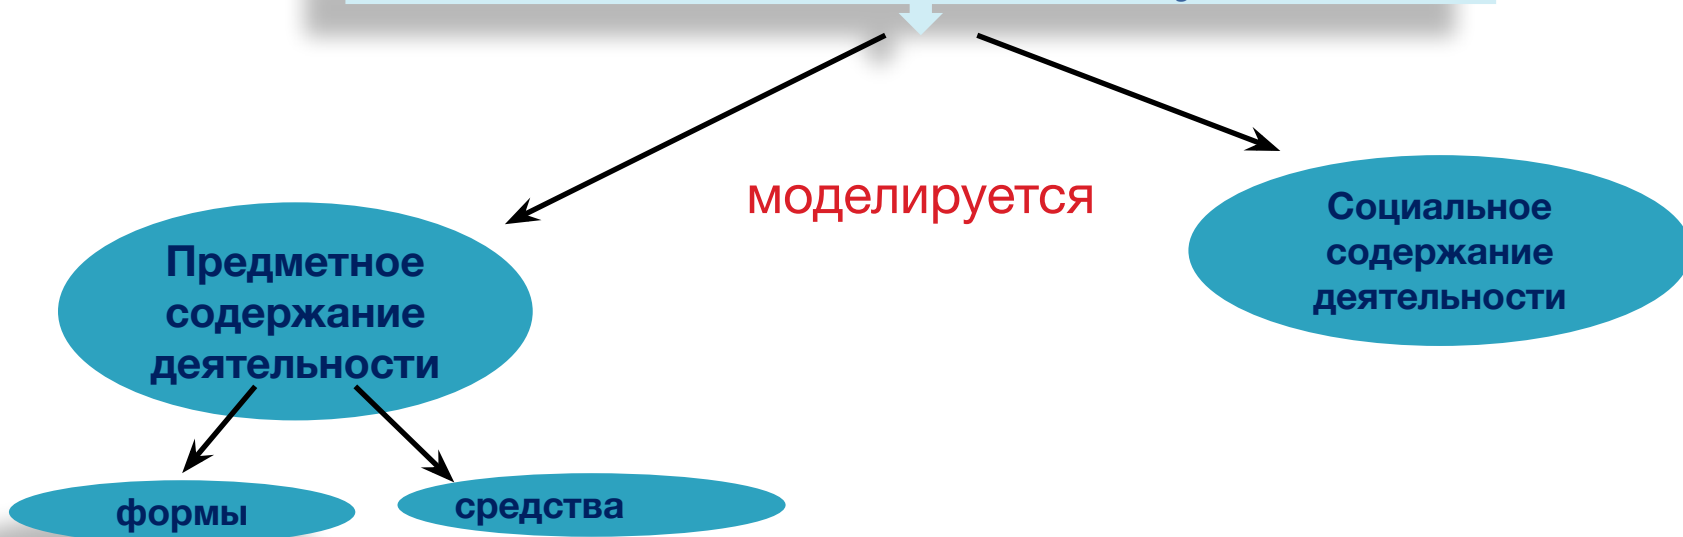 моделируется
Социальное
содержание
деятельности
Предметное
содержание
деятельности
формы
средства